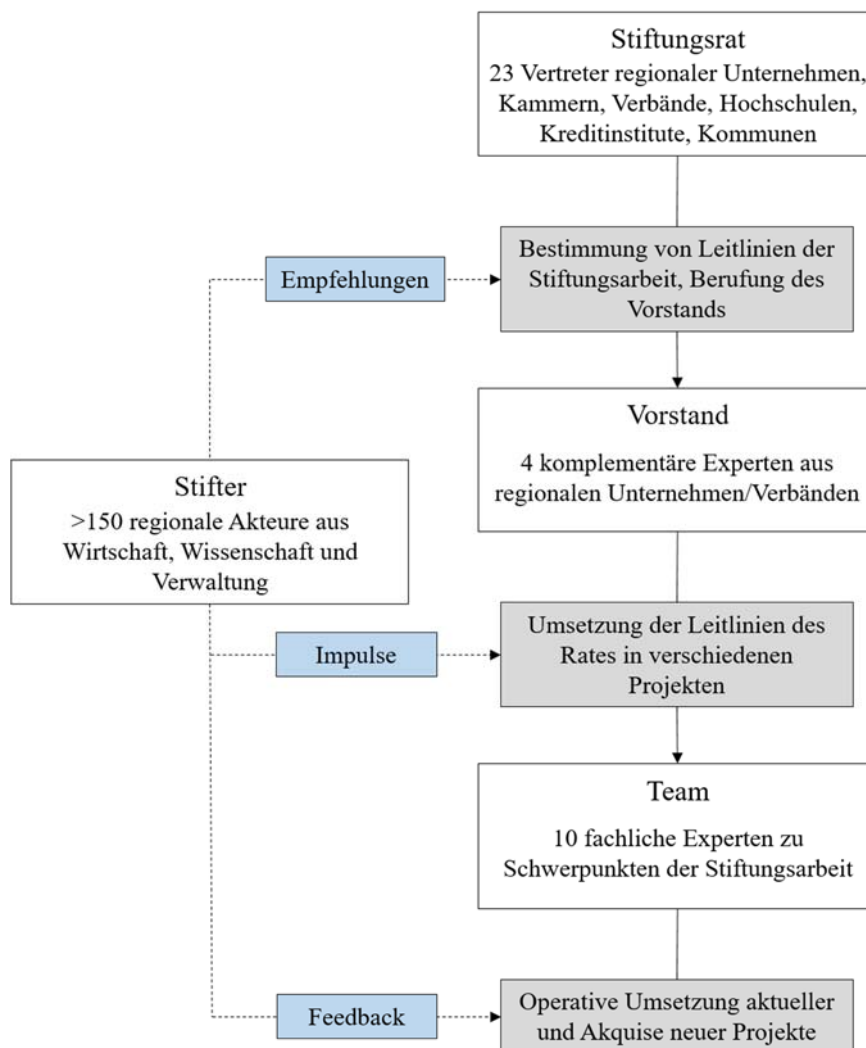 Stiftungsrat
23 Vertreter regionaler Unternehmen,
Kammern, Verbände, Hochschulen,
Kreditinstitute, Kommunen
Empfehlungen
Bestimmung von Leitlinien der
Stiftungsarbeit, Berufung des
Vorstands
Vorstand
4 komplementäre Experten aus
regionalen Unternehmen/Verbänden
Stifter
>150 regionale Akteure aus
Wirtschaft, Wissenschaft und
Verwaltung
Impulse
Umsetzung der Leitlinien des
Rates in verschiedenen
Projekten
Team
10 fachliche Experten zu
Schwerpunkten der Stiftungsarbeit
Feedback
Operative Umsetzung aktueller
und Akquise neuer Projekte